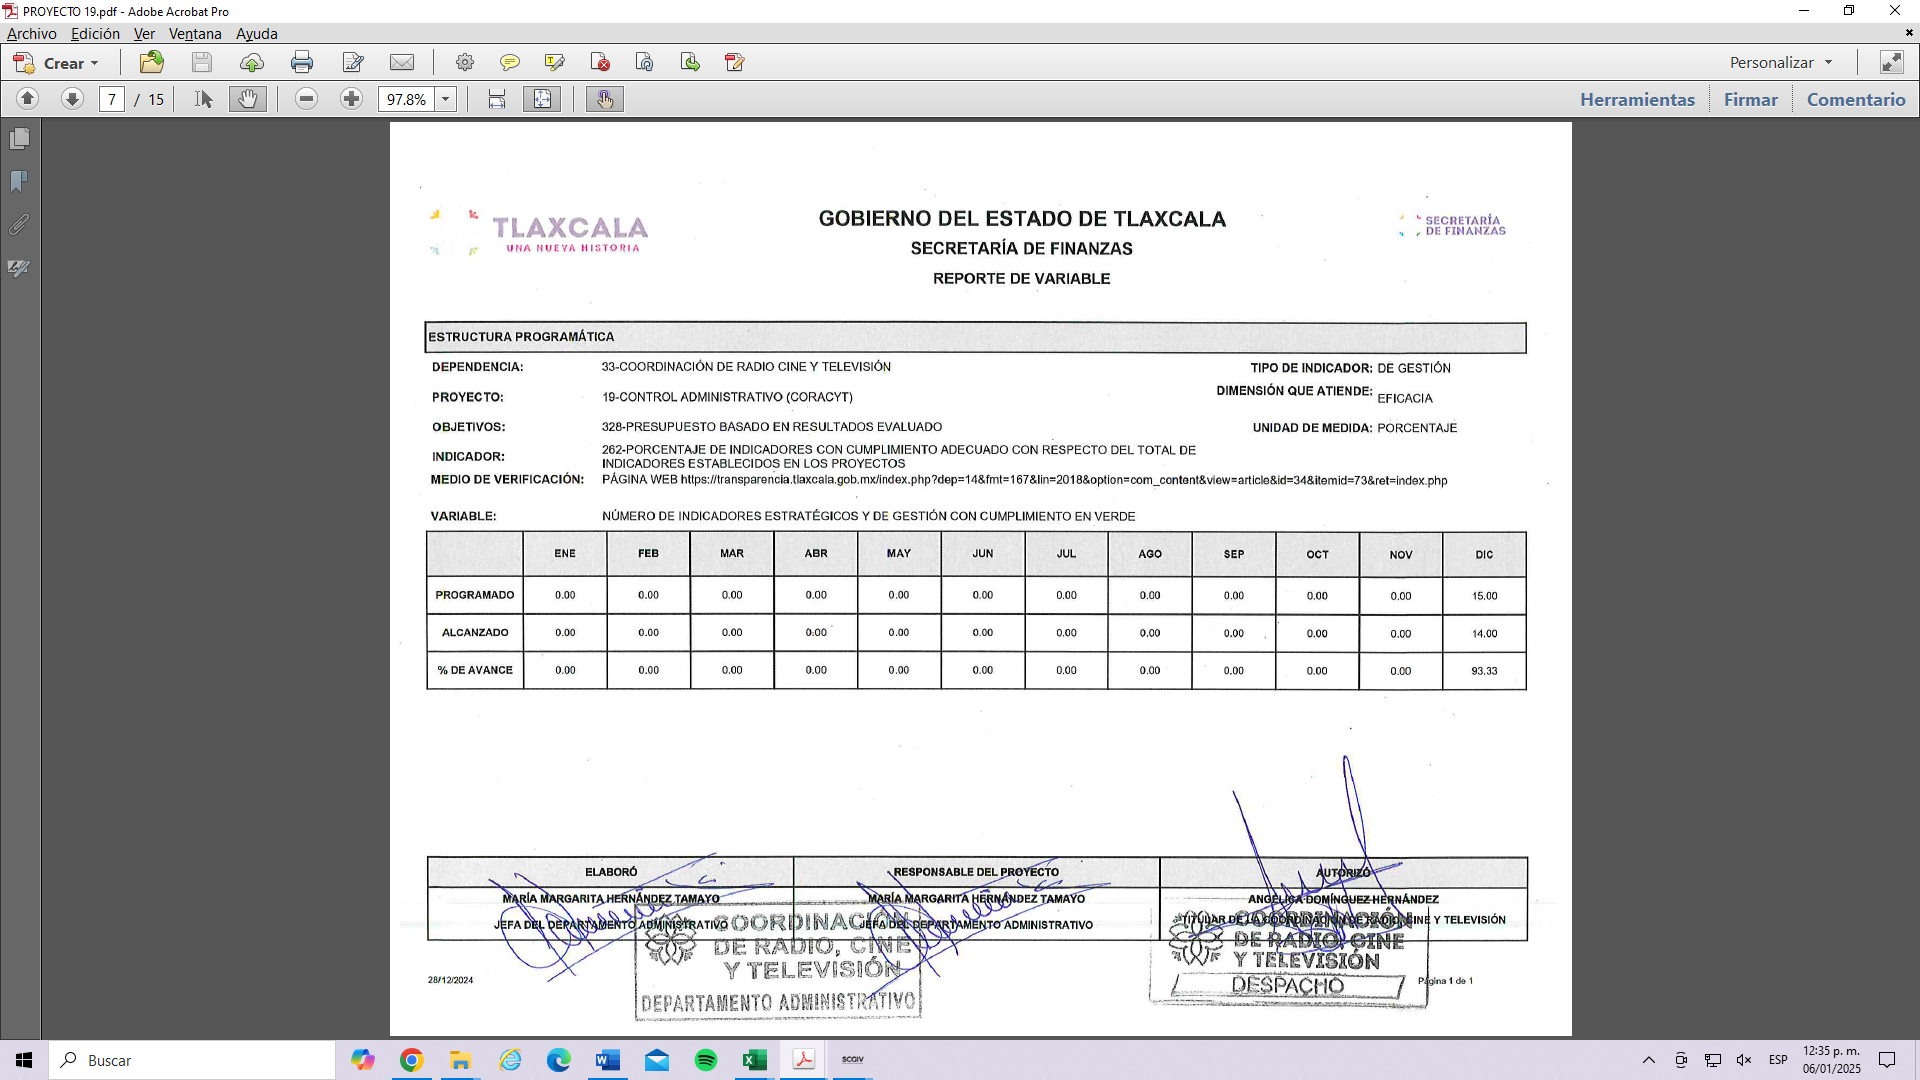 PROYECTO 19.pdf - Adobe Acrobat Pro
Archivo Edición Ver Ventana Ayuda
Crear
Personalizar
7 / 15
97.8%
Herramientas Firmar Comentario
TLAXCALA
UNA NUEVA HISTORIA
GOBIERNO DEL ESTADO DE TLAXCALA
SECRETARÍA DE FINANZAS
REPORTE DE VARIABLE
SECRETARÍA
DE FINANZAS
ESTRUCTURA PROGRAMÁTICA
DEPENDENCIA: 33-COORDINACIÓN DE RADIO CINE Y TELEVISIÓN TIPO DE INDICADOR: DE GESTIÓN
PROYECTO: 19-CONTROL ADMINISTRATIVO (CORACYT) DIMENSIÓN QUE ATIENDE: EFICACIA
OBJETIVOS: 328-PRESUPUESTO BASADO EN RESULTADOS EVALUADO UNIDAD DE MEDIDA: PORCENTAJE
INDICADOR: 262-PORCENTAJE DE INDICADORES CON CUMPLIMIENTO ADECUADO CON RESPECTO DEL TOTAL DE
INDICADORES ESTABLECIDOS EN LOS PROYECTOS
MEDIO DE VERIFICACIÓN: PÁGINA WEB https://transparencia.tlaxcala.gob.mx/index.php?dep=14&fmt=167&lin=2018&option=com_content&view=article&id=34&itemid=73&ret=index.php
VARIABLE: NÚMERO DE INDICADORES ESTRATÉGICOS Y DE GESTIÓN CON CUMPLIMIENTO EN VERDE
ENE FEB MAR ABR MAY JUN JUL AGO SEP OCT NOV DIC
PROGRAMADO 0.00 0.00 0.00 0.00 0.00 0.00 0.00 0.00 0.00 0.00 0.00 15.00
ALCANZADO 0.00 0.00 0.00 0.00 0.00 0.00 0.00 0.00 0.00 0.00 0.00 14.00
% DE AVANCE 0.00 0.00 0.00 0.00 0.00 0.00 0.00 0.00 0.00 0.00 0.00 93.33
ELABORÓ RESPONSABLE DEL PROYECTO AUTORIZÓ
MARÍA MARGARITA HERNÁNDEZ TAMAYO MARÍA MARGARITA HERNÁNDEZ TAMAYO ANGÉLICA DOMÍNGUEZ HERNÁNDEZ
JEFA DEL DEPARTAMENTO ADMINISTRATIVO JEFA DEL DEPARTAMENTO ADMINISTRATIVO TITULAR DE LA COORDINACIÓN DE RADIO, CINE Y TELEVISIÓN
COORDINACIÓN
DE RADIO, CINE
Y TELEVISIÓN
DEPARTAMENTO ADMINISTRATIVO
COORDINACIÓN
DE RADIO, CINE
Y TELEVISIÓN
DESPACHO
28/12/2024
Página 1 de 1
Buscar
SCGIV
ESP
12:35 p. m.
06/01/2025